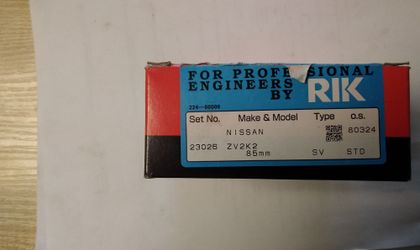 FOR PROFESSIONAL
ENGINEERS
BY RIK
Set No. Make & Model Type o.s.
NISSAN 80324
23026 ZV2K2 SV STD
85mm